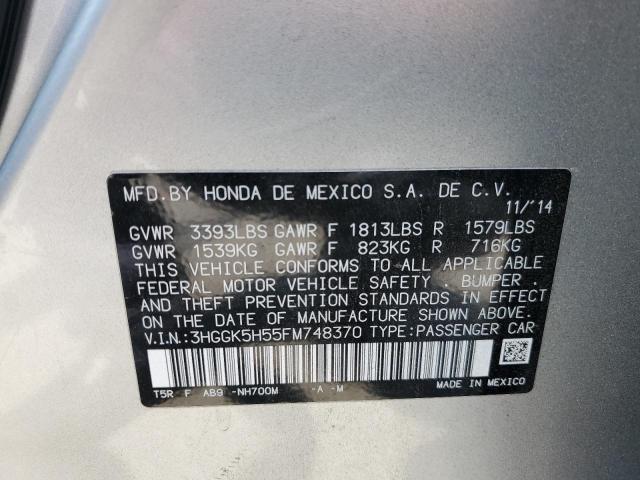 MFD.BY HONDA DE MEXICO S.A. DE C.V.
11/'14
GVWR 3393LBS GAWR F 1813LBS R 1579LBS
GVWR 1539KG GAWR F 823KG R 716KG
THIS VEHICLE CONFORMS TO ALL APPLICABLE
FEDERAL MOTOR VEHICLE SAFETY . BUMPER .
AND THEFT PREVENTION STANDARDS IN EFFECT
ON THE DATE OF MANUFACTURE SHOWN ABOVE.
V.I.N.:3HGGK5H55FM748370 TYPE:PASSENGER CAR
T5R F AB9 -NH700M -A -M MADE IN MEXICO